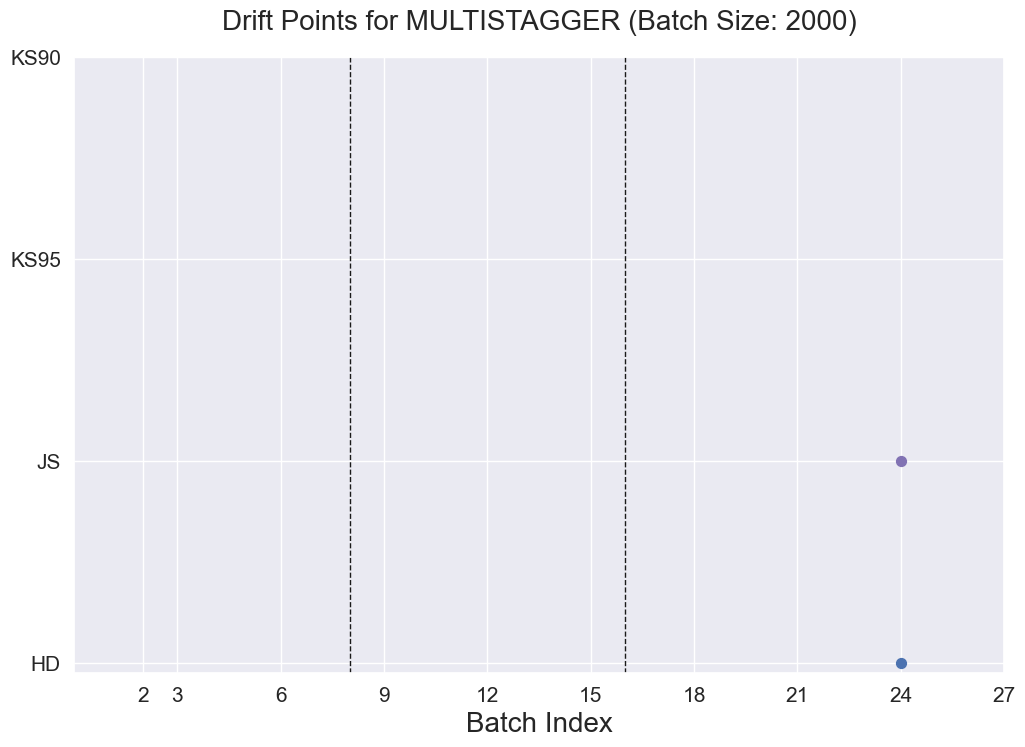 Drift Points for MULTISTAGGER (Batch Size: 2000)
KS90
KS95
JS
HD
2 3 6 9 12 15 18 21 24 27
Batch Index